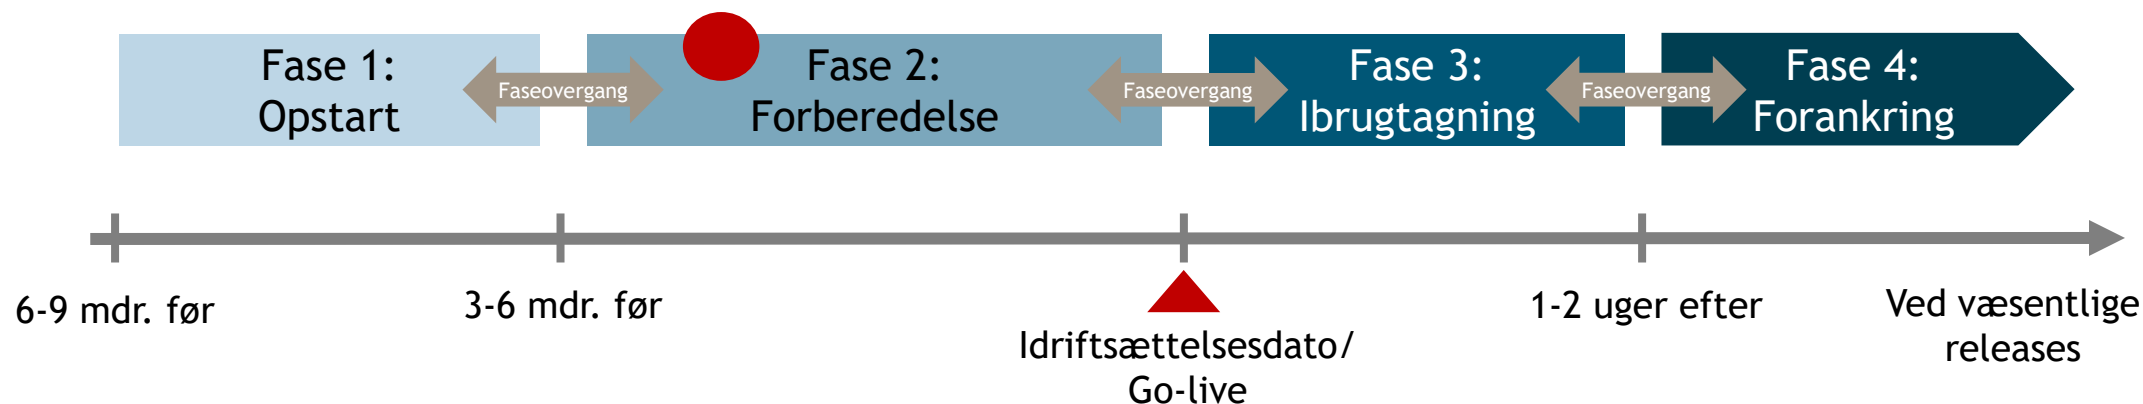 Fase 1:
Opstart
Faseovergang
Fase 2:
Forberedelse
Faseovergang
Fase 3:
Ibrugtagning
Faseovergang
Fase 4:
Forankring
6-9 mdr. før
3-6 mdr. før
Idriftsættelsesdato/
Go-live
1-2 uger efter
Ved væsentlige
releases